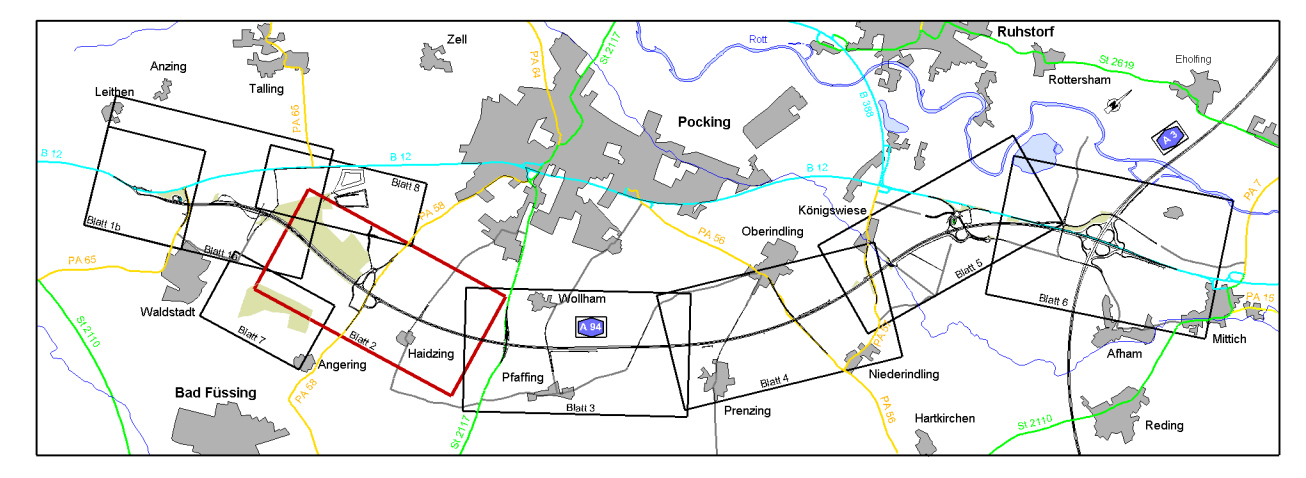 Ruhstorf
Zell
St 2117
Rott
St 2619
Eholfing
Anzing
PA 64
Rottersham
Talling
Leithen
B 388
N
PA 66
Pocking
A 3
B 12
B 12
B 12
Blatt 8
PA 7
PA 58
Königswiese
Blatt 1b
Oberindling
PA 56
PA 65
Blatt 5
Wollham
Blatt 6
PA 15
Waldstadt
A 94
Blatt 7
Blatt 2
Haidzing
Mittich
St 2110
Angering
Afham
Pfaffing
Blatt 4
Niederindling
PA 58
Bad Füssing
Blatt 3
Prenzing
PA 56
Hartkirchen
St 2110
Reding
St 2117